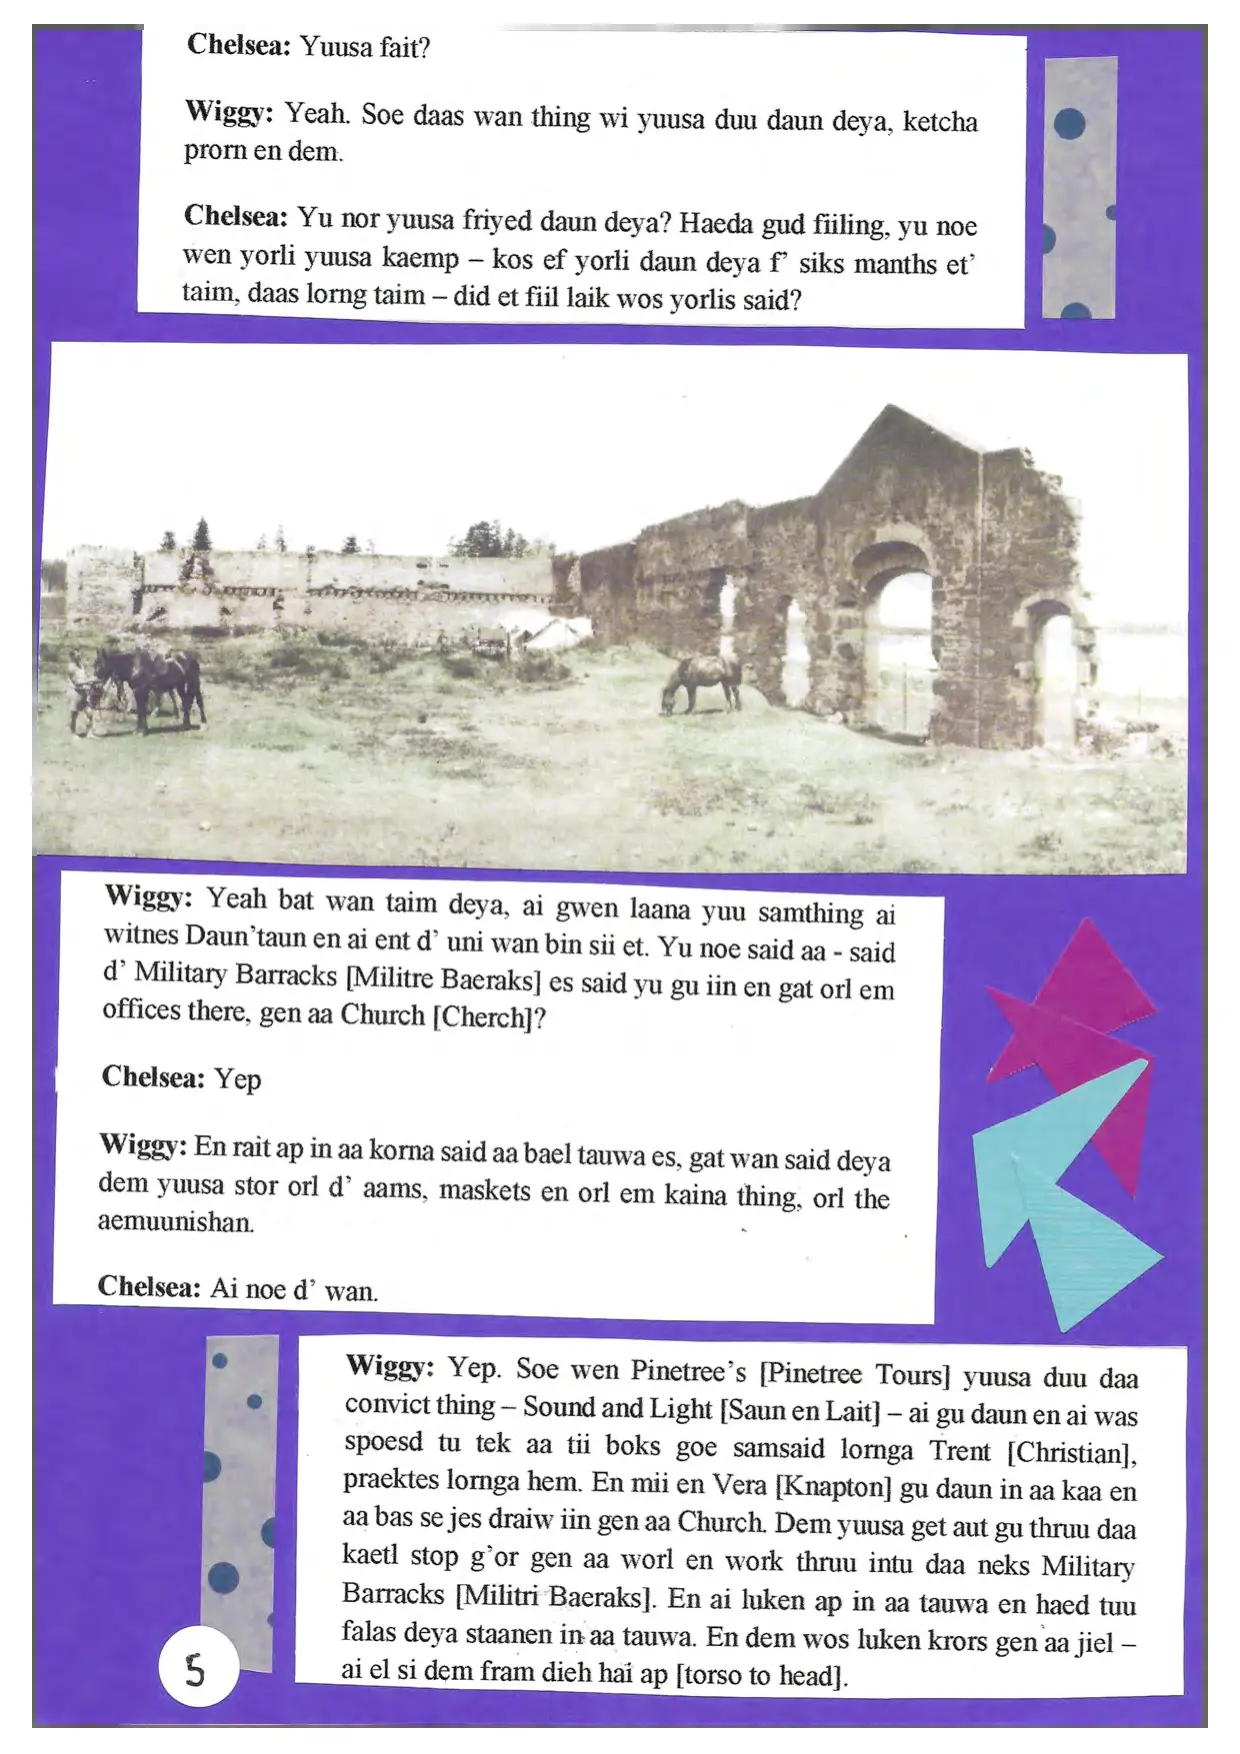 Chelsea: Yuusa fait?
Wiggy: Yeah. Soe daas wan thing wi yuusa duu daun deya, ketcha
prorn en dem.
Chelsea: Yu nor yuusa friyed daun deya? Haeda gud fiiling, yu noe
wen yorli yuusa kaemp – kos ef yorli daun deya f’ siks manths et’
taim, daas lorng taim – did et fiil laik wos yorlis said?
Wiggy: Yeah bat wan taim deya, ai gwen laana yuu samthing ai
witnes Daun’taun en ai ent d’ uni wan bin sii et. Yu noe said aa - said
d’ Military Barracks [Militre Baeraks] es said yu gu iin en gat orl em
offices there, gen aa Church [Cherch]?
Chelsea: Yep
Wiggy: En rait ap in aa korna said aa bael tauwa es, gat wan said deya
dem yuusa stor orl d’ aams, maskets en orl em kaina thing, orl the
aemuunishan.
Chelsea: Ai noe d’ wan.
Wiggy: Yep. Soe wen Pinetree’s [Pinetree Tours] yuusa duu daa
convict thing – Sound and Light [Saun en Lait] – ai gu daun en ai was
spoesd tu tek aa tii boks goe samsaid lornga Trent [Christian],
praektes lornga hem. En mii en Vera [Knapton] gu daun in aa kaa en
aa bas se jes draiw iin gen aa Church. Dem yuusa get aut gu thruu daa
kaetl stop g’or gen aa worl en work thruu intu daa neks Military
Barracks [Militri Baeraks]. En ai luken ap in aa tauwa en haed tuu
falas deya staanen in aa tauwa. En dem wos luken krors gen aa jiel –
ai el si dem fram dieh hai ap [torso to head].
5